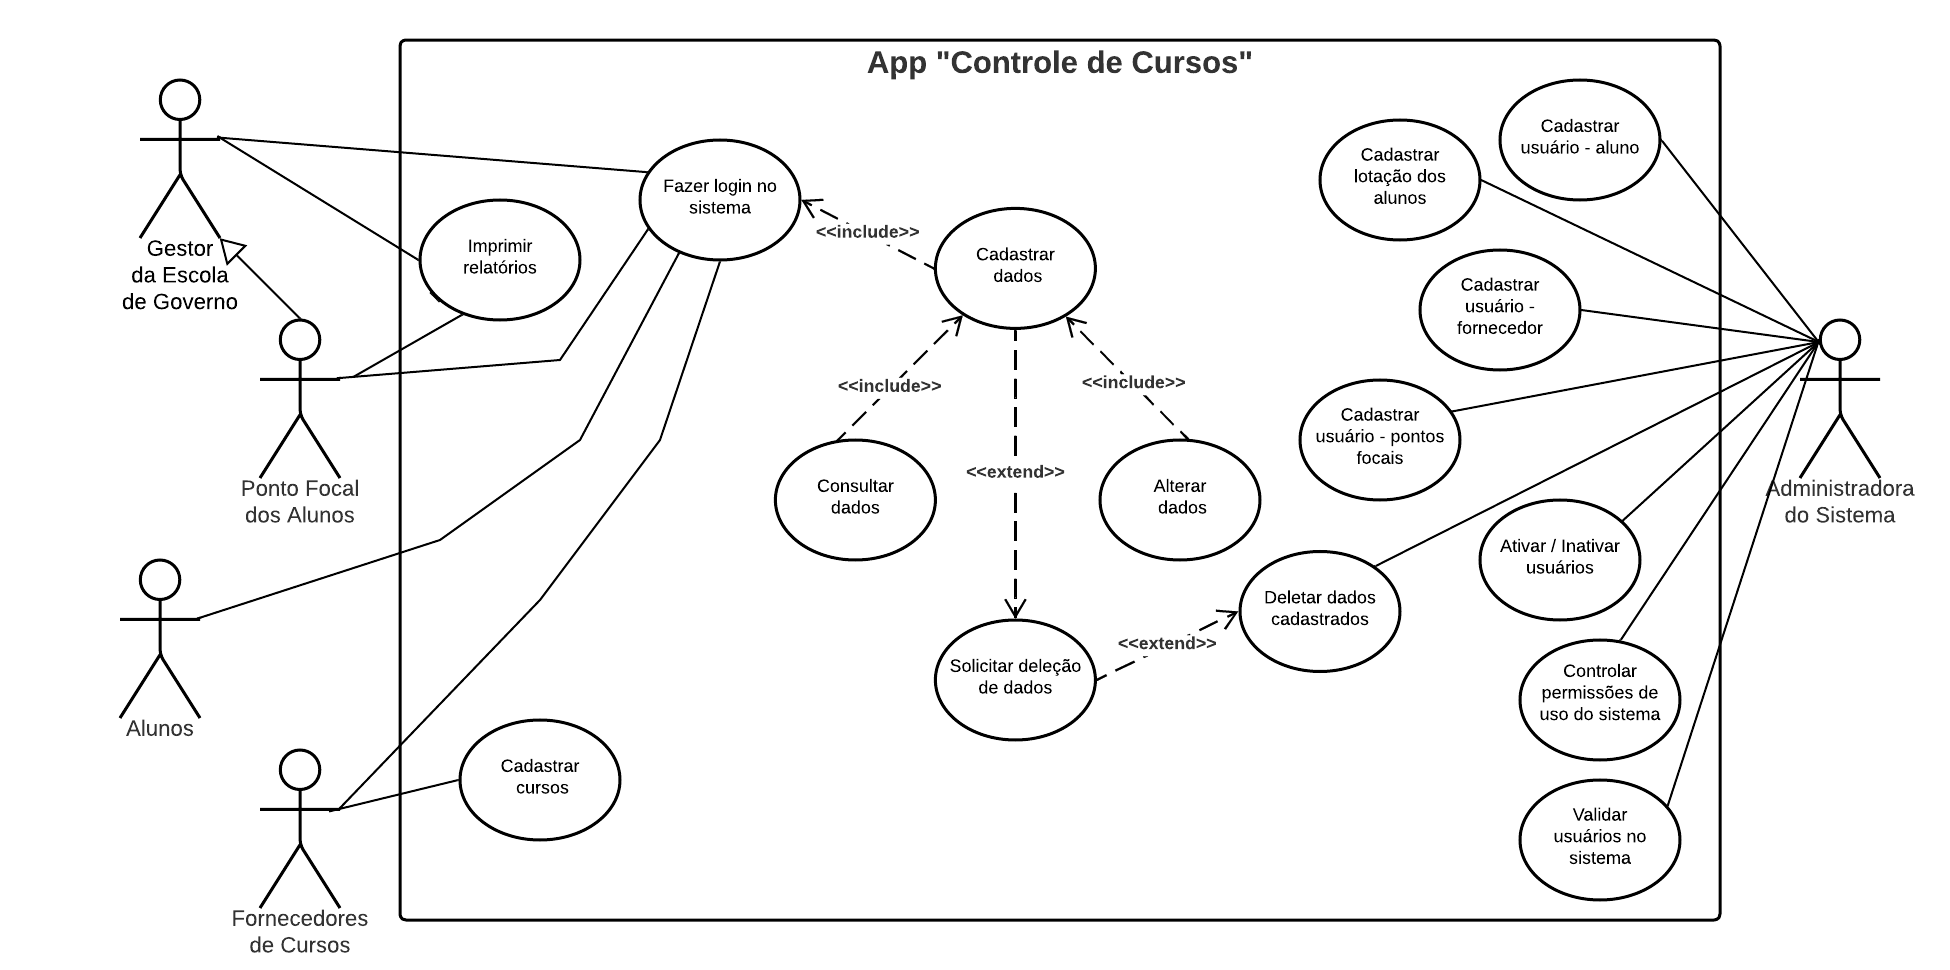 App "Controle de Cursos"
Gestor
da Escola
de Governo
Ponto Focal
dos Alunos
Alunos
Fornecedores
de Cursos
Fazer login no
sistema
Imprimir
relatórios
Cadastrar
cursos
<<include>>
Cadastrar
dados
<<include>>
<<include>>
<<extend>>
Consultar
dados
Alterar
dados
Solicitar deleção
de dados
<<extend>>
Deletar dados
cadastrados
Cadastrar
usuário - aluno
Cadastrar
lotação dos
alunos
Cadastrar
usuário -
fornecedor
Cadastrar
usuário - pontos
focais
Ativar / Inativar
usuários
Controlar
permissões de
uso do sistema
Validar
usuários no
sistema
Administradora
do Sistema